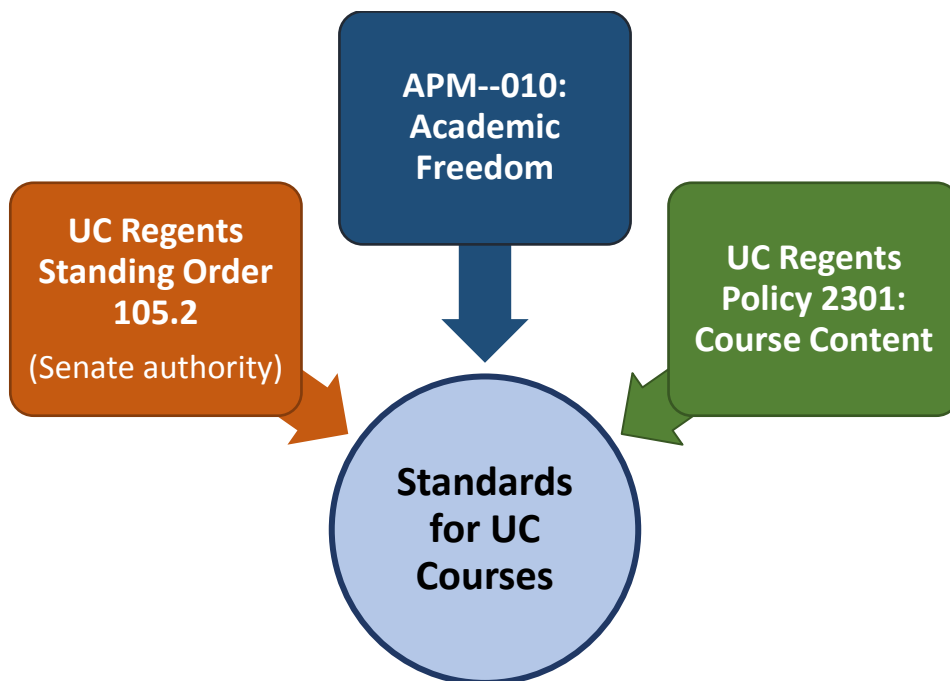 APM--010:
Academic
Freedom
UC Regents
Standing Order
105.2
(Senate authority)
UC Regents
Policy 2301:
Course Content
Standards
for UC
Courses